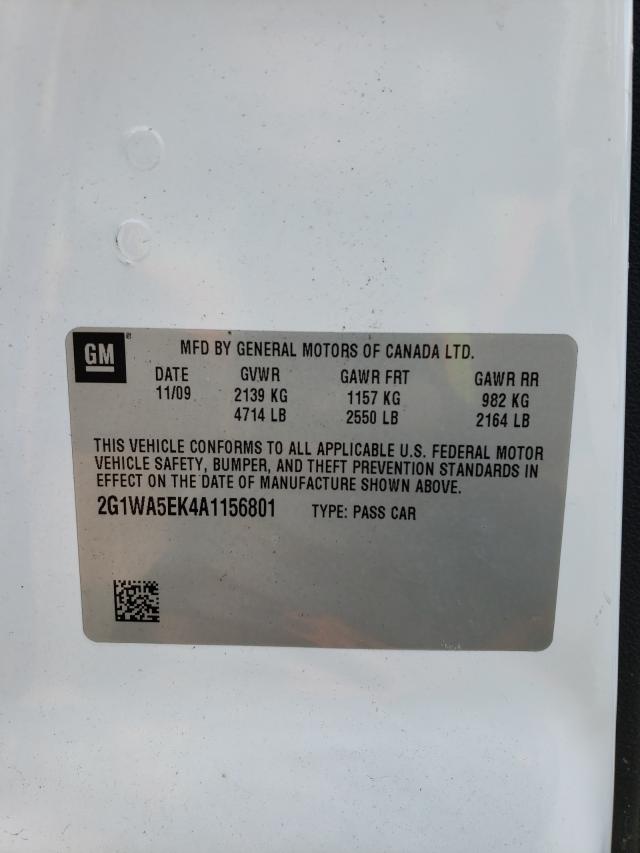 GM®
MFD BY GENERAL MOTORS OF CANADA LTD.
DATE GVWR GAWR FRT GAWR RR
11/09 2139 KG 1157 KG 982 KG
4714 LB 2550 LB 2164 LB
THIS VEHICLE CONFORMS TO ALL APPLICABLE U.S. FEDERAL MOTOR
VEHICLE SAFETY, BUMPER, AND THEFT PREVENTION STANDARDS IN
EFFECT ON THE DATE OF MANUFACTURE SHOWN ABOVE.
2G1WA5EK4A1156801 TYPE: PASS CAR